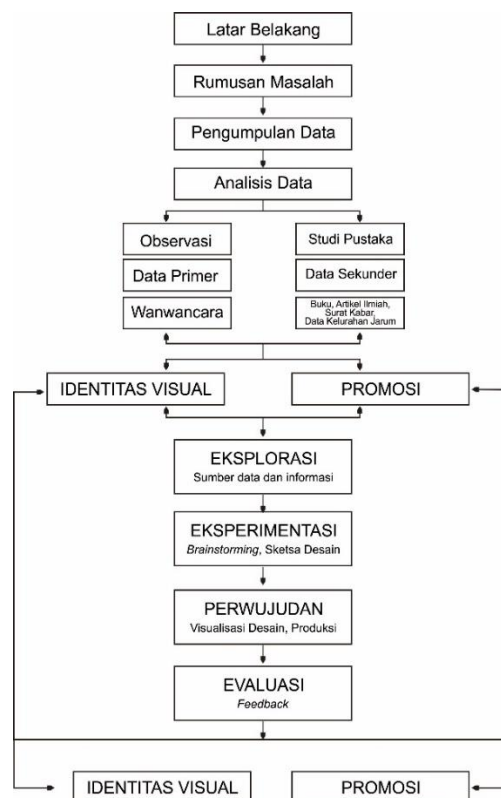 Latar Belakang
Rumusan Masalah
Pengumpulan Data
Analisis Data
Observasi
Studi Pustaka
Data Primer
Data Sekunder
Wanwancara
Buku, Artikel Ilmiah,
Surat Kabar,
Data Kelurahan Jarum
IDENTITAS VISUAL
PROMOSI
EKSPLORASI
Sumber data dan informasi
EKSPERIMENTASI
Brainstorming, Sketsa Desain
PERWUJUDAN
Visualisasi Desain, Produksi
EVALUASI
Feedback
IDENTITAS VISUAL
PROMOSI